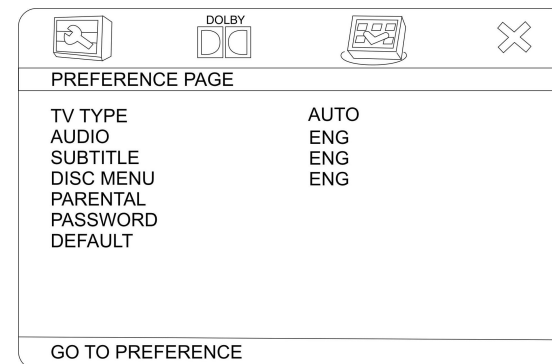 DOLBY
PREFERENCE PAGE
TV TYPE AUTO
AUDIO ENG
SUBTITLE ENG
DISC MENU ENG
PARENTAL
PASSWORD
DEFAULT
GO TO PREFERENCE